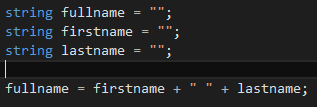 string fullname = "";
string firstname = "";
string lastname = "";
fullname = firstname + " " + lastname;